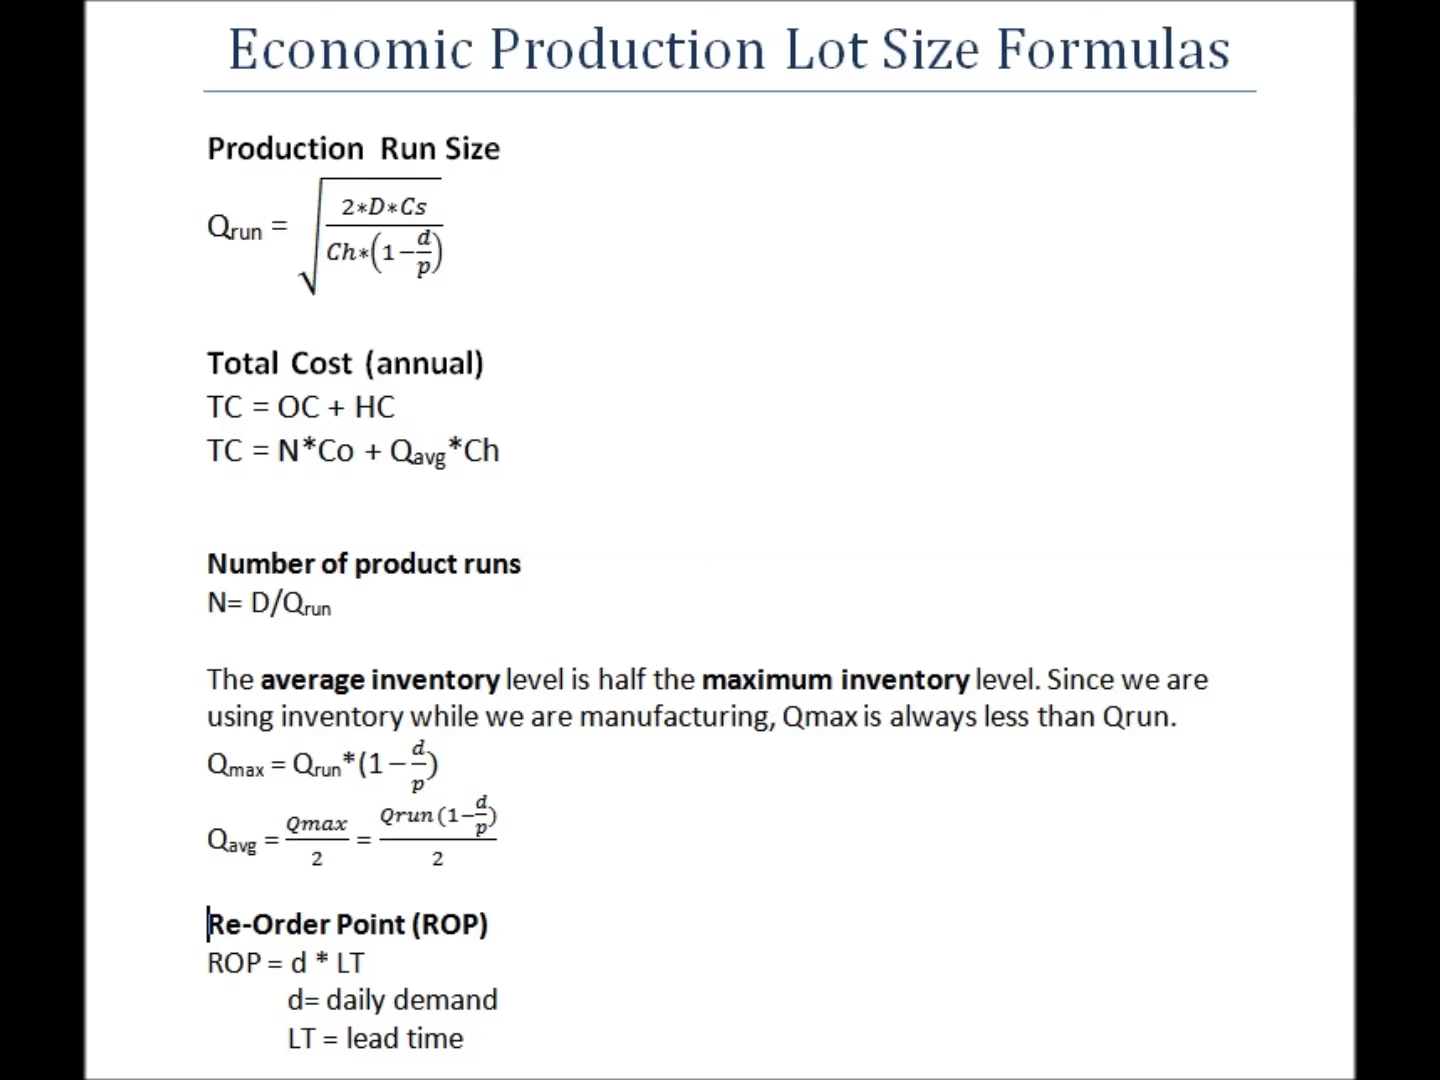 Economic Production Lot Size Formulas
Production Run Size
Qrun = √(2*D*Cs / Ch*(1−d/p))
Total Cost (annual)
TC = OC + HC
TC = N*Co + Qavg*Ch
Number of product runs
N= D/Qrun
The average inventory level is half the maximum inventory level. Since we are
using inventory while we are manufacturing, Qmax is always less than Qrun.
Qmax = Qrun*(1−d/p)
Qavg = Qmax/2 = Qrun(1−d/p)/2
Re-Order Point (ROP)
ROP = d * LT
d= daily demand
LT = lead time